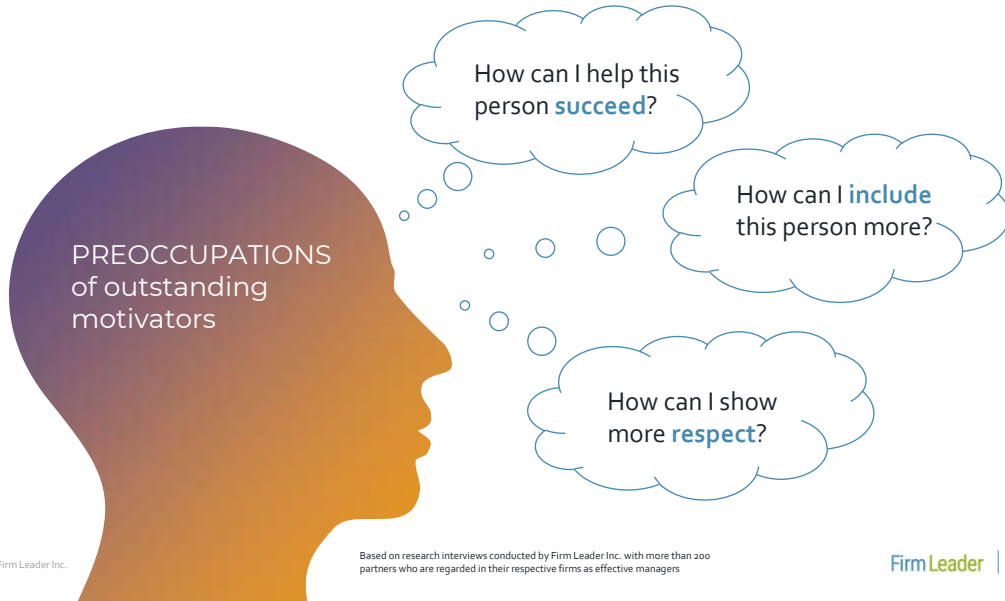 How can I help this
person succeed?
How can I include
this person more?
PREOCCUPATIONS
of outstanding
motivators
How can I show
more respect?
Firm Leader Inc.
Based on research interviews conducted by Firm Leader Inc. with more than 200
partners who are regarded in their respective firms as effective managers
FirmLeader |